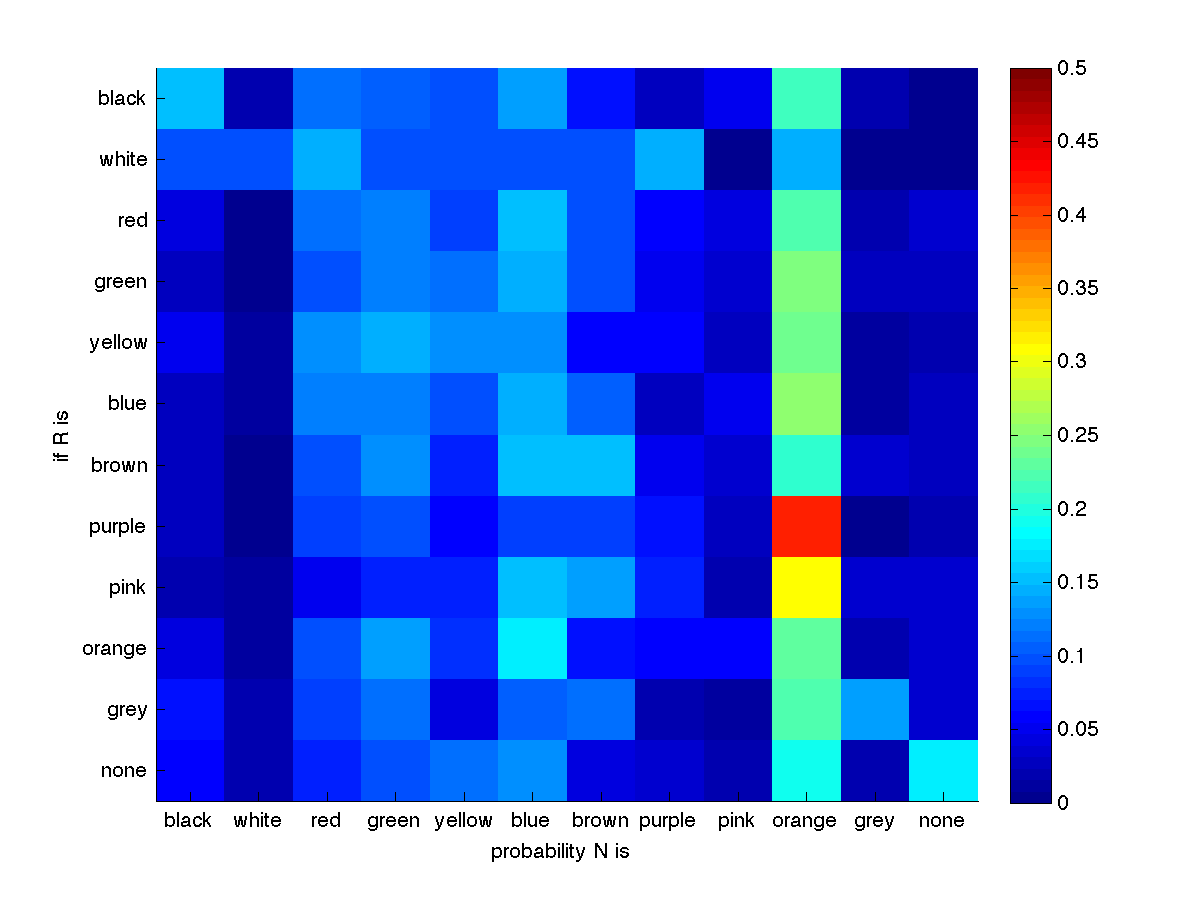 black
white
red
green
yellow
blue
brown
purple
pink
orange
grey
none
if R is
black white red green yellow blue brown purple pink orange grey none
probability N is
0.5
0.45
0.4
0.35
0.3
0.25
0.2
0.15
0.1
0.05
0